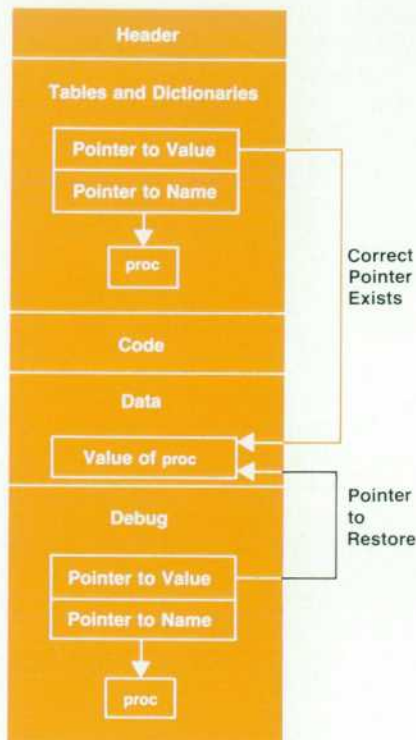 Header
Tables and Dictionaries
Pointer to Value
Pointer to Name
proc
Correct
Pointer
Exists
Code
Data
Value of proc
Pointer
to
Restore
Debug
Pointer to Value
Pointer to Name
proc